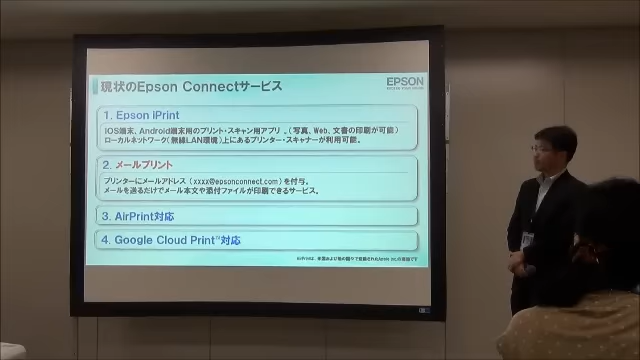 現状のEpson Connectサービス
EPSON
1. Epson iPrint
iOS端末、Android端末用のプリント・スキャン用アプリ 。（写真、Web、文書の印刷が可能）
ローカルネットワーク（無線LAN環境）上にあるプリンター・スキャナーが利用可能。
2. メールプリント
プリンターにメールアドレス（xxxx@epsonconnect.com）を付与。
メールを送るだけでメール本文や添付ファイルが印刷できるサービス。
3. AirPrint対応
4. Google Cloud Print™対応